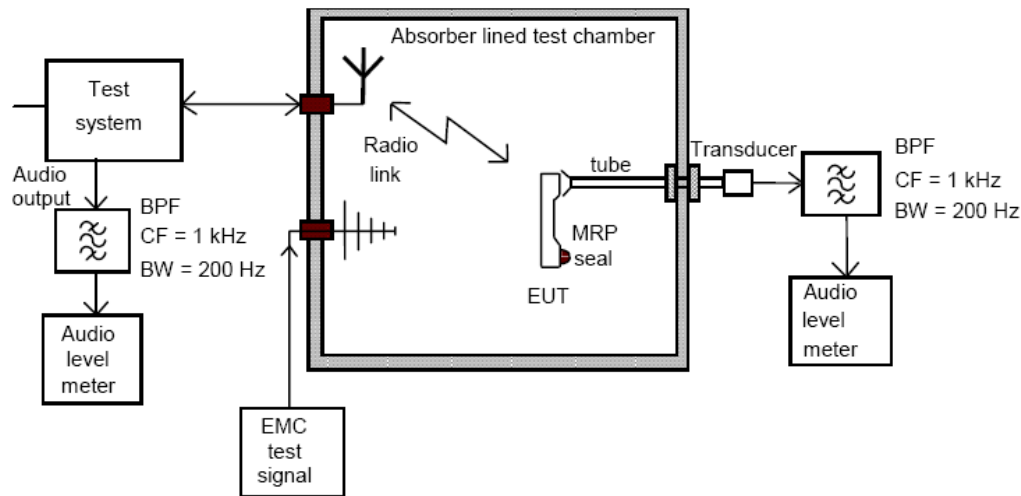 Absorber lined test chamber
Test
system
Radio
link
Audio
output
BPF
CF = 1 kHz
BW = 200 Hz
Audio
level
meter
EMC
test
signal
tube
Transducer
MRP
seal
EUT
BPF
CF = 1 kHz
BW = 200 Hz
Audio
level
meter